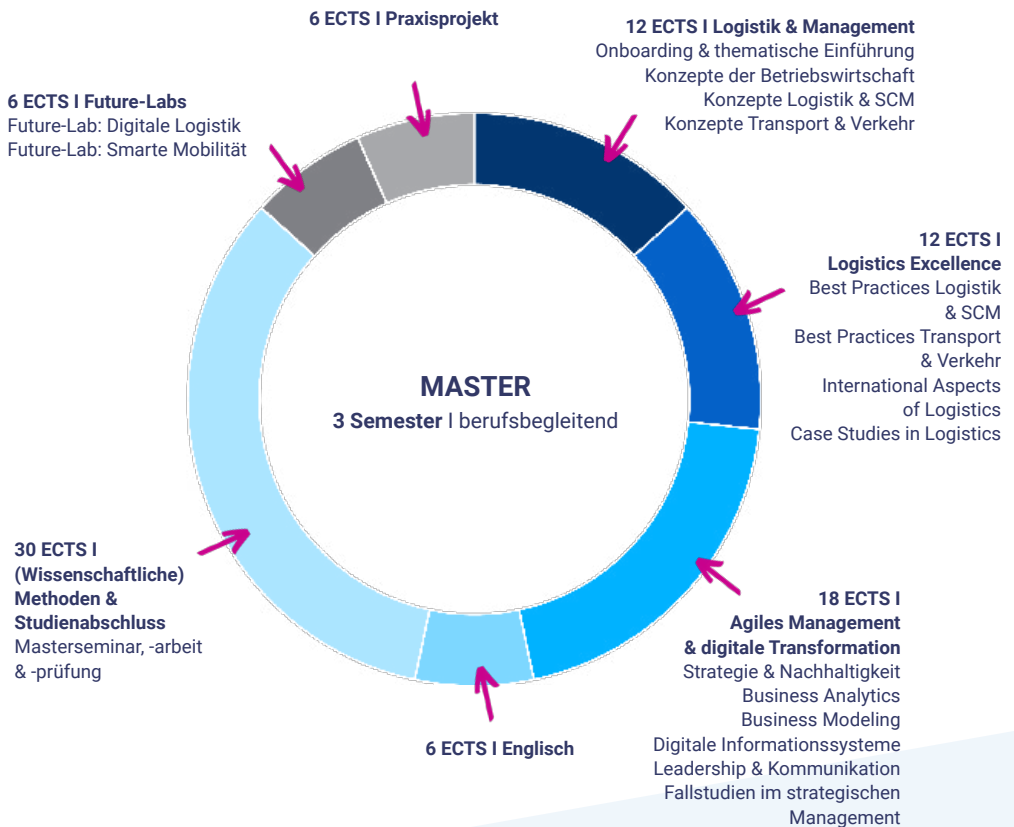 6 ECTS I Praxisprojekt
12 ECTS I Logistik & Management
Onboarding & thematische Einführung
Konzepte der Betriebswirtschaft
Konzepte Logistik & SCM
Konzepte Transport & Verkehr
6 ECTS I Future-Labs
Future-Lab: Digitale Logistik
Future-Lab: Smarte Mobilität
12 ECTS I
Logistics Excellence
Best Practices Logistik
& SCM
Best Practices Transport
& Verkehr
International Aspects
of Logistics
Case Studies in Logistics
MASTER
3 Semester I berufsbegleitend
30 ECTS I
(Wissenschaftliche)
Methoden &
Studienabschluss
Masterseminar, -arbeit
& -prüfung
18 ECTS I
Agiles Management
& digitale Transformation
Strategie & Nachhaltigkeit
Business Analytics
Business Modeling
Digitale Informationssysteme
Leadership & Kommunikation
Fallstudien im strategischen
Management
6 ECTS I Englisch